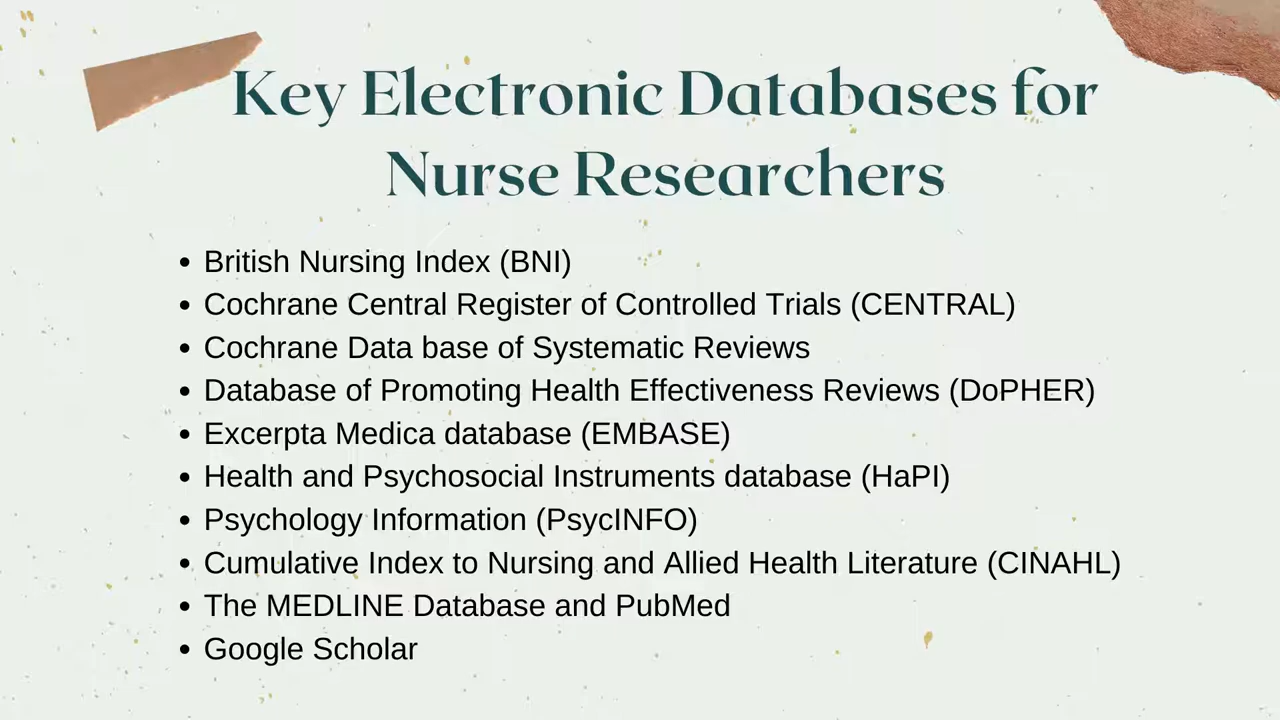 Key Electronic Databases for
Nurse Researchers
• British Nursing Index (BNI)
• Cochrane Central Register of Controlled Trials (CENTRAL)
• Cochrane Data base of Systematic Reviews
• Database of Promoting Health Effectiveness Reviews (DoPHER)
• Excerpta Medica database (EMBASE)
• Health and Psychosocial Instruments database (HaPI)
• Psychology Information (PsycINFO)
• Cumulative Index to Nursing and Allied Health Literature (CINAHL)
• The MEDLINE Database and PubMed
• Google Scholar